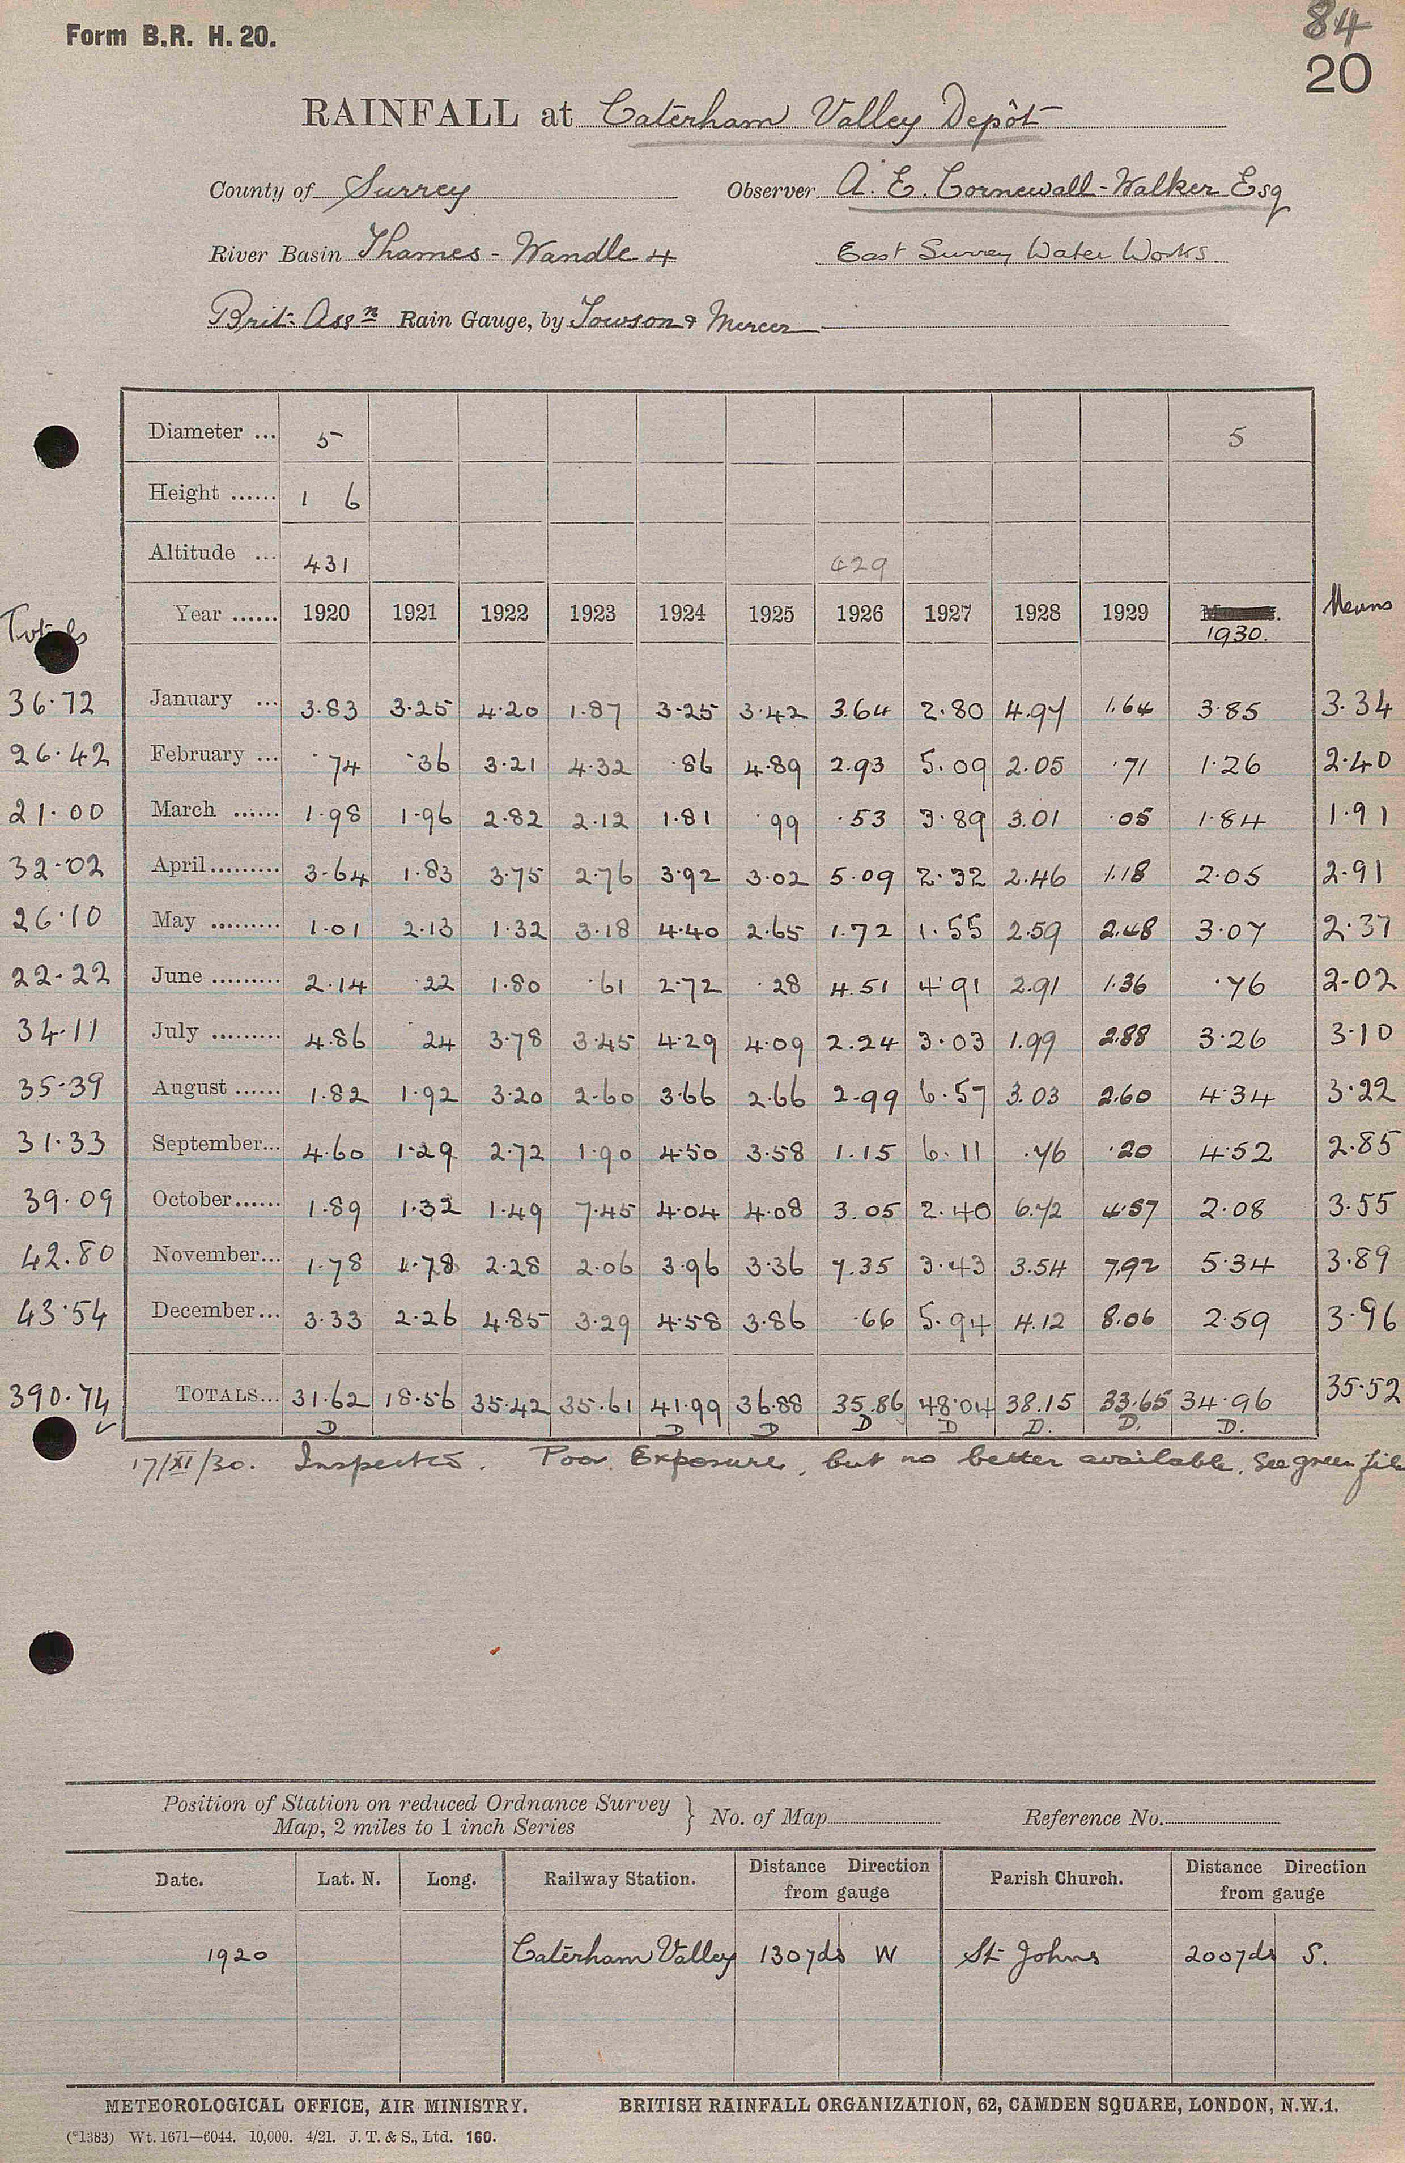 Form B.R. H. 20.
84
20
RAINFALL at Caterham Valley Depôt
County of Surrey Observer A. E. Cornewall-Walker Esq
River Basin Thames - Wandle 4 East Surrey Water Works.
Brit. Assn Rain Gauge, by Towson & Mercer
Diameter ... 5 5
Height ...... 1 6
Altitude ... 431 429
Totals Year ...... 1920 1921 1922 1923 1924 1925 1926 1927 1928 1929 1930. Means
36.72 January ... 3.83 3.25 4.20 1.87 3.25 3.42 3.64 2.80 4.97 1.64 3.85 3.34
26.42 February ... .74 .36 3.21 4.32 .86 4.89 2.93 5.09 2.05 .71 1.26 2.40
21.00 March ...... 1.98 1.96 2.82 2.12 1.81 .99 .53 3.89 3.01 .05 1.84 1.91
32.02 April......... 3.64 1.83 3.75 2.76 3.92 3.02 5.09 2.32 2.46 1.18 2.05 2.91
26.10 May ......... 1.01 2.13 1.32 3.18 4.40 2.65 1.72 1.55 2.59 2.48 3.07 2.37
22.22 June ......... 2.14 .22 1.80 .61 2.72 .28 4.51 4.91 2.91 1.36 .76 2.02
34.11 July ......... 4.86 .24 3.78 3.45 4.29 4.09 2.24 3.03 1.99 2.88 3.26 3.10
35.39 August ...... 1.82 1.92 3.20 2.60 3.66 2.66 2.99 6.57 3.03 2.60 4.34 3.22
31.33 September... 4.60 1.29 2.72 1.90 4.50 3.58 1.15 6.11 .76 .20 4.52 2.85
39.09 October...... 1.89 1.32 1.49 7.45 4.04 4.08 3.05 2.40 6.72 4.57 2.08 3.55
42.80 November... 1.78 1.78 2.28 2.06 3.96 3.36 7.35 3.43 3.54 7.92 5.34 3.89
43.54 December... 3.33 2.26 4.85 3.29 4.58 3.86 .66 5.94 4.12 8.06 2.59 3.96
390.74 TOTALS... 31.62 18.56 35.42 35.61 41.99 36.88 35.86 48.04 38.15 33.65 34.96 35.52
D D D D D D. D. D.
17/XI/30. Inspected. Poor Exposure, but no better available. See green file
Position of Station on reduced Ordnance Survey
Map, 2 miles to 1 inch Series } No. of Map Reference No.
Date. Lat. N. Long. Railway Station. Distance Direction from gauge Parish Church. Distance Direction from gauge
1920 Caterham Valley 130yds W St Johns 200yds S.
METEOROLOGICAL OFFICE, AIR MINISTRY. BRITISH RAINFALL ORGANIZATION, 62, CAMDEN SQUARE, LONDON, N.W.1.
(*1383) Wt. 1671—6044. 10,000. 4/21. J. T. & S., Ltd. 160.